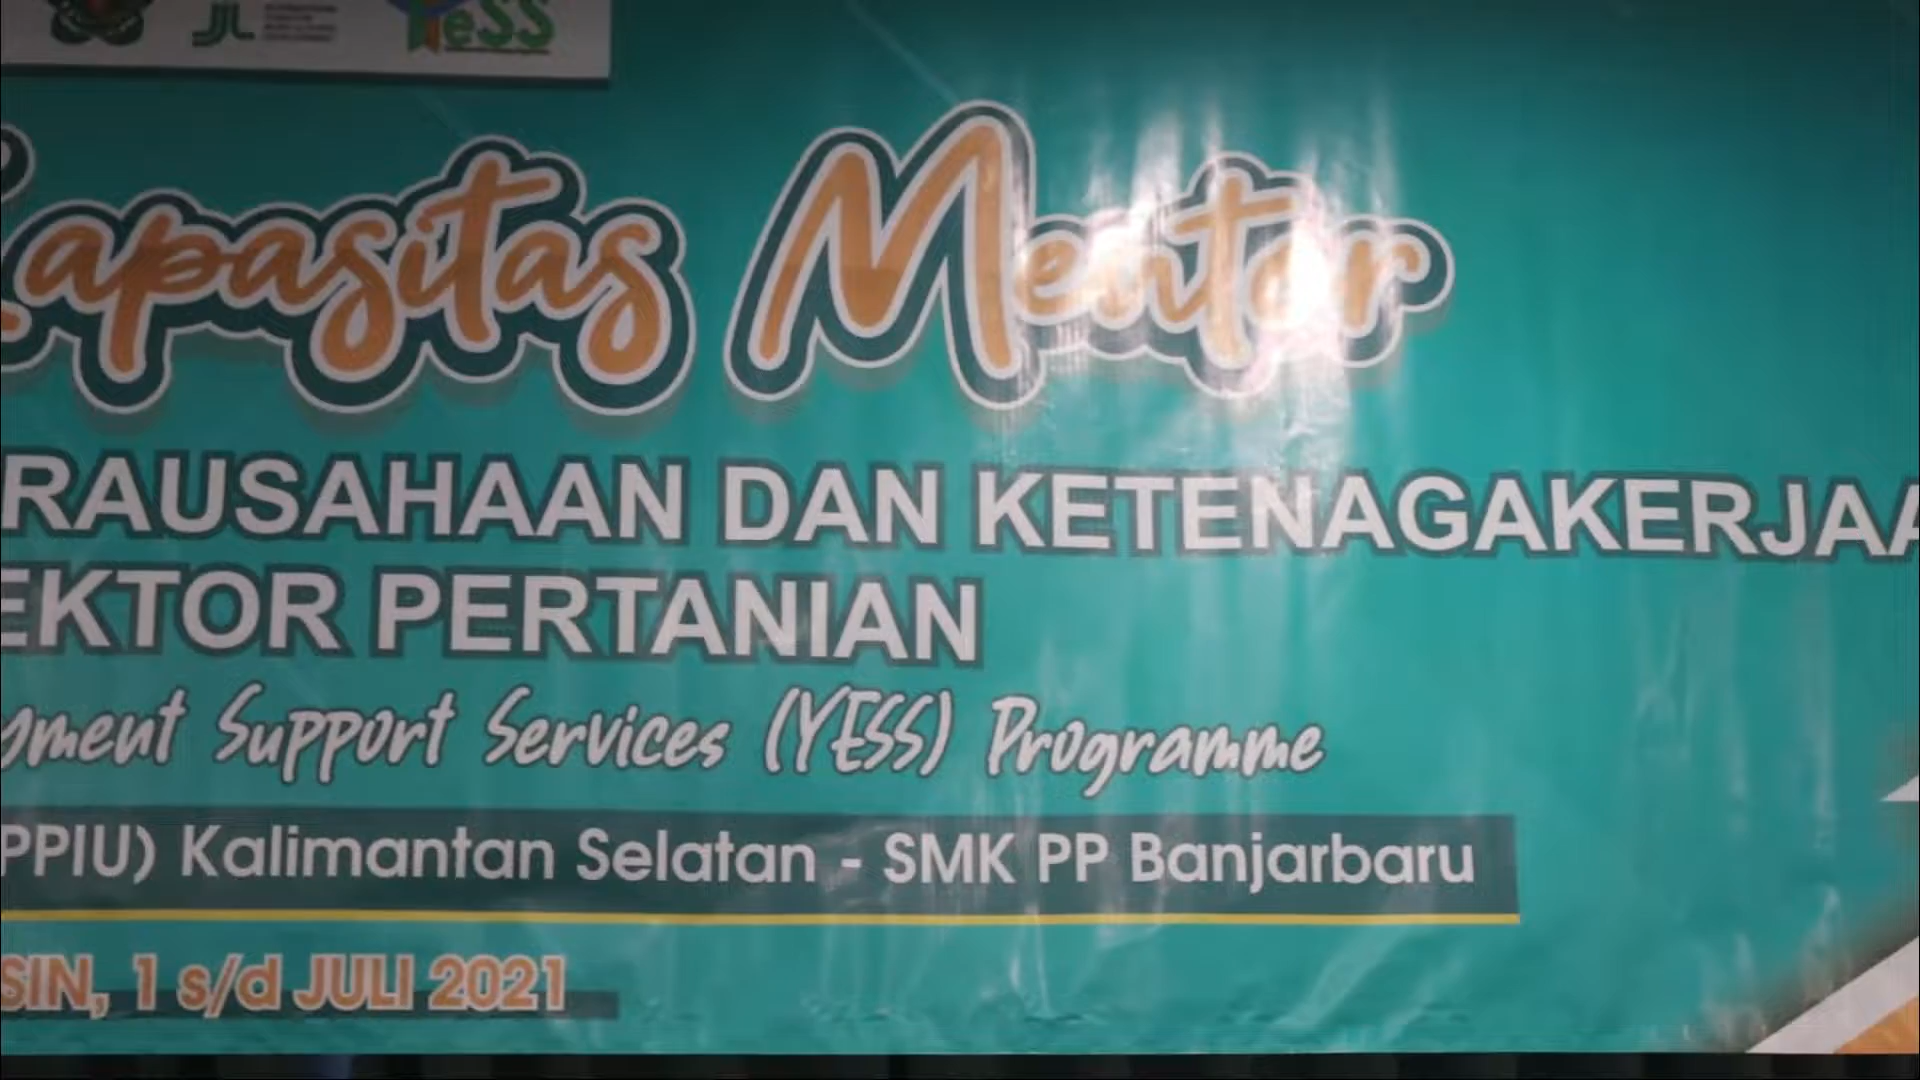 YeSS
Kapasitas Mentor
RAUSAHAAN DAN KETENAGAKERJAA
EKTOR PERTANIAN
yment Support Services (YESS) Programme
PPIU) Kalimantan Selatan - SMK PP Banjarbaru
SIN, 1 s/d JULI 2021